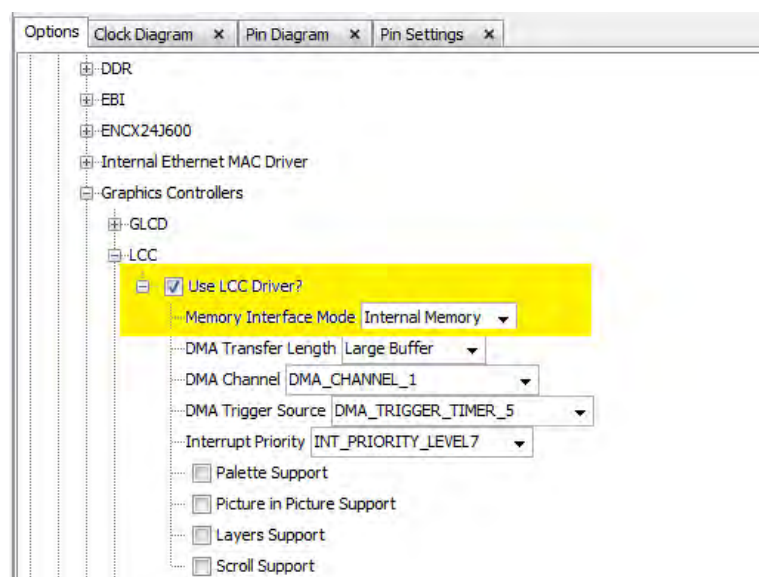 Options Clock Diagram × Pin Diagram × Pin Settings ×
DDR
EBI
ENCX24J600
Internal Ethernet MAC Driver
Graphics Controllers
GLCD
LCC
Use LCC Driver?
Memory Interface Mode Internal Memory
DMA Transfer Length Large Buffer
DMA Channel DMA_CHANNEL_1
DMA Trigger Source DMA_TRIGGER_TIMER_5
Interrupt Priority INT_PRIORITY_LEVEL7
Palette Support
Picture in Picture Support
Layers Support
Scroll Support